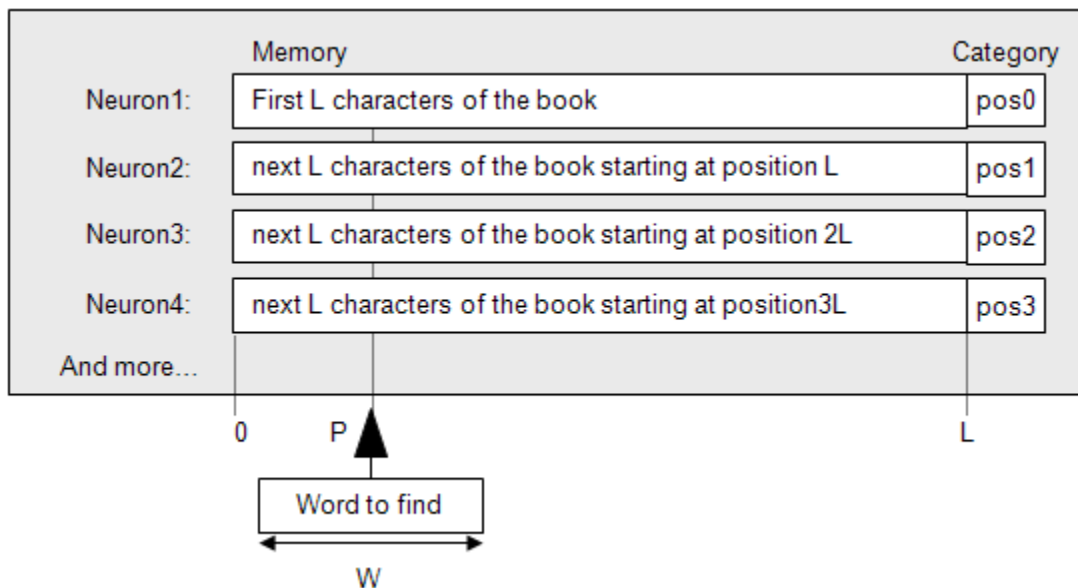 Memory Category
Neuron1: First L characters of the book pos0
Neuron2: next L characters of the book starting at position L pos1
Neuron3: next L characters of the book starting at position 2L pos2
Neuron4: next L characters of the book starting at position3L pos3
And more...
0 P L
Word to find
W